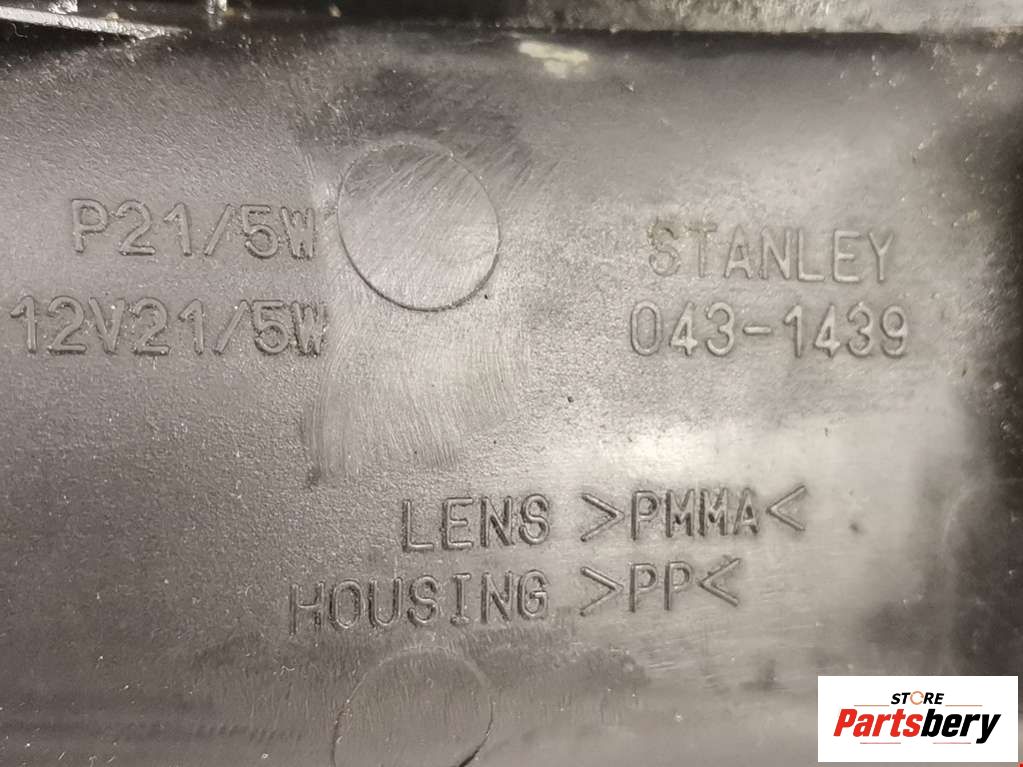 P21/5W
12V21/5W
STANLEY
043-1439
LENS >PMMA<
HOUSING >PP<
STORE
Partsbery